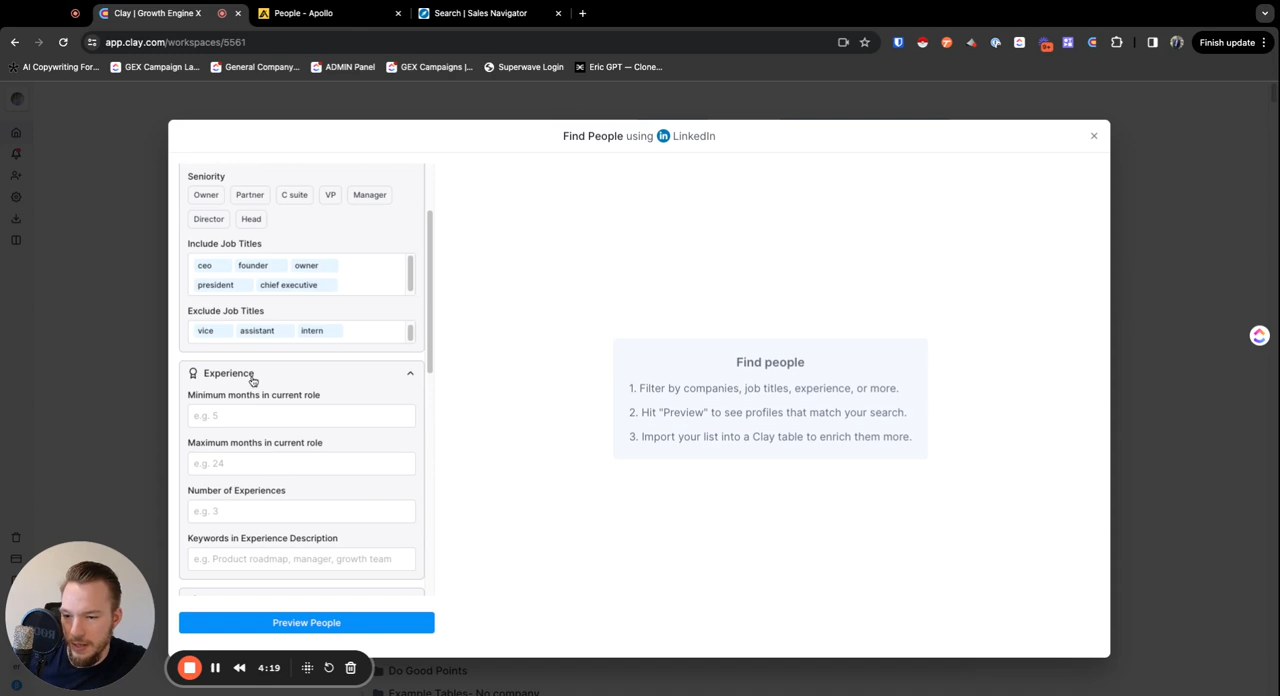 Clay | Growth Engine X
People - Apollo
Search | Sales Navigator
app.clay.com/workspaces/5561
Finish update
AI Copywriting For...
GEX Campaign La...
General Company...
ADMIN Panel
GEX Campaigns |...
Superwave Login
Eric GPT — Clone...
Find People using LinkedIn
Seniority
Owner Partner C suite VP Manager
Director Head
Include Job Titles
ceo founder owner
president chief executive
Exclude Job Titles
vice assistant intern
Experience
Minimum months in current role
e.g. 5
Maximum months in current role
e.g. 24
Number of Experiences
e.g. 3
Keywords in Experience Description
e.g. Product roadmap, manager, growth team
Preview People
Find people
1. Filter by companies, job titles, experience, or more.
2. Hit "Preview" to see profiles that match your search.
3. Import your list into a Clay table to enrich them more.
4:19
Do Good Points
Example Tables- No company